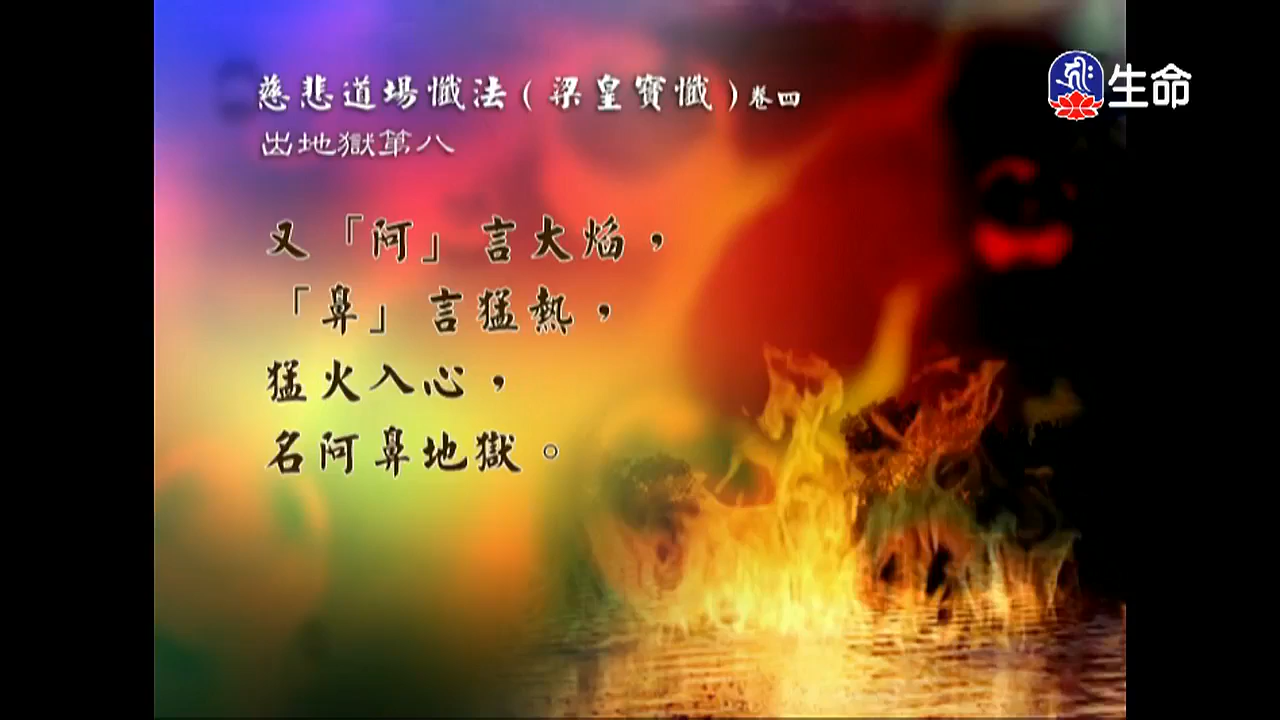 慈悲道場懺法(梁皇寶懺)卷四
出地獄第八
生命
又「阿」言大焰，
「鼻」言猛熱，
猛火入心，
名阿鼻地獄。